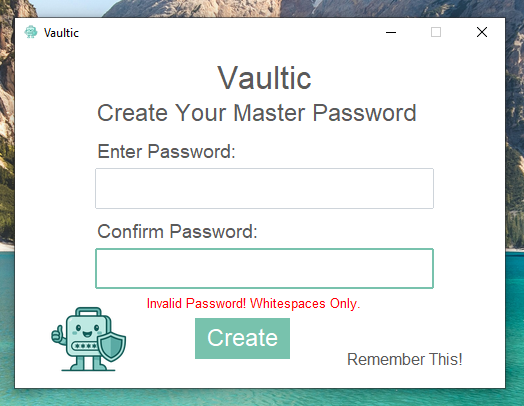 Vaultic
Vaultic
Create Your Master Password
Enter Password:
Confirm Password:
Invalid Password! Whitespaces Only.
Create
Remember This!